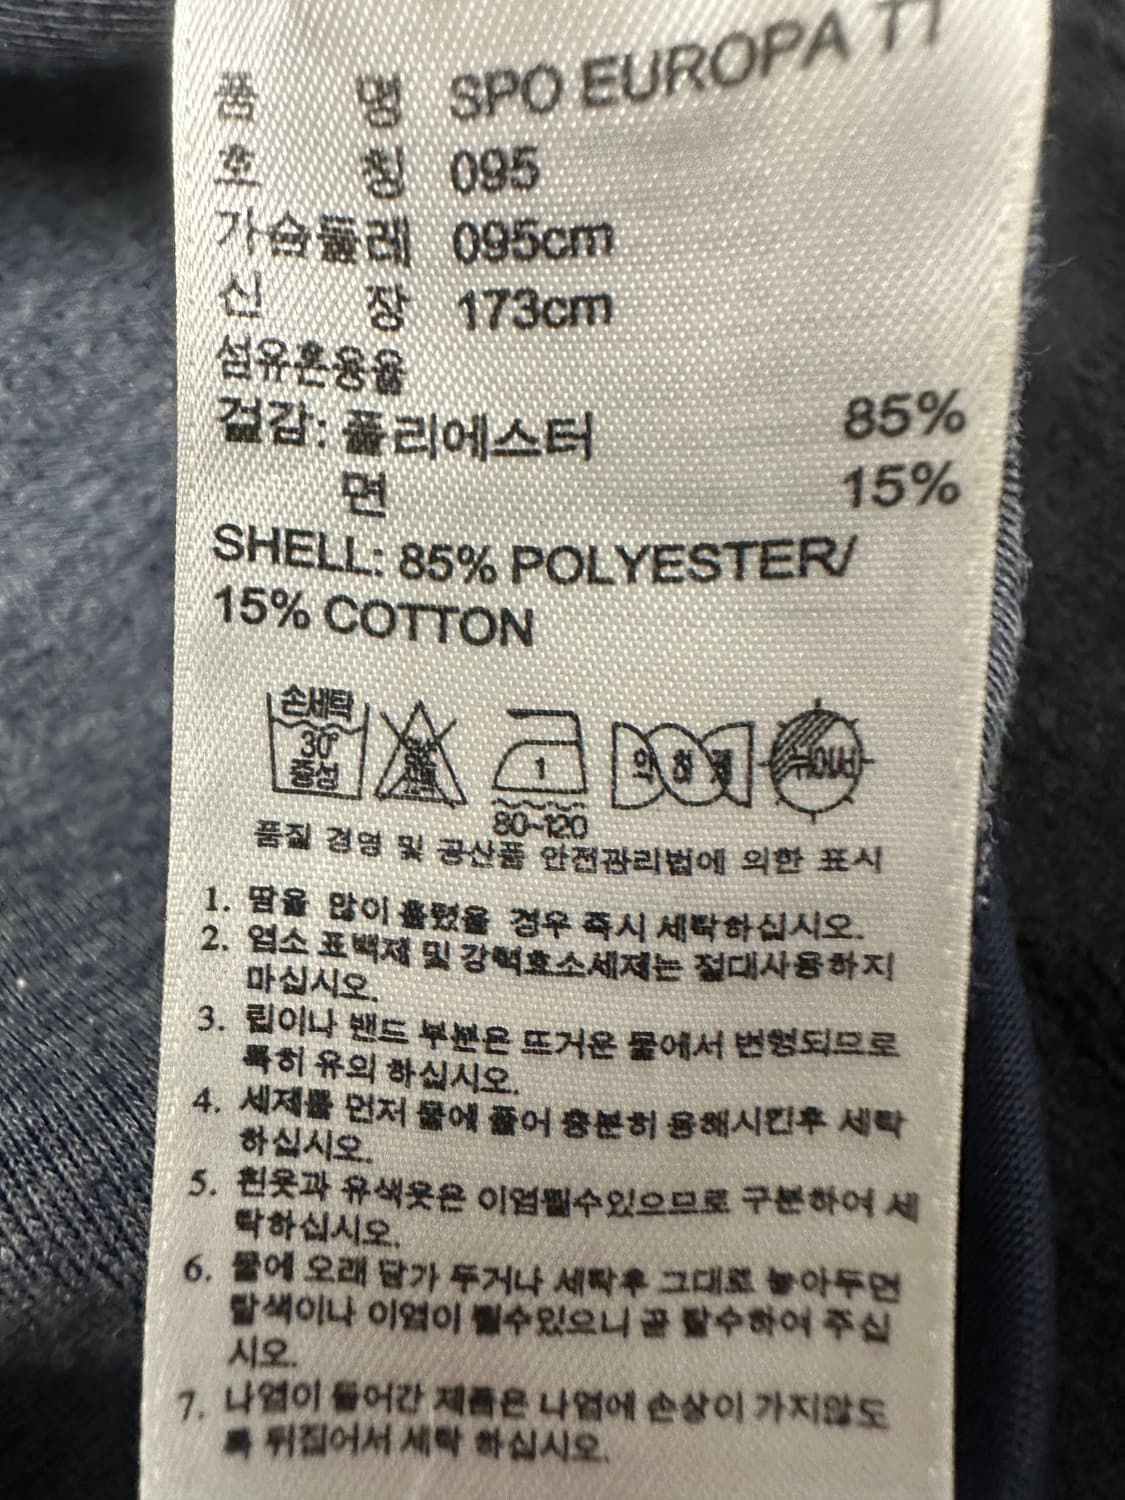 품 명 SPO EUROPA TT
호 칭 095
가슴둘레 095cm
신 장 173cm
섬유혼용율
겉감: 폴리에스터 85%
면 15%
SHELL: 85% POLYESTER/
15% COTTON
손세탁
30°
중성
1
80~120
뉘어서
품질 경영 및 공산품 안전관리법에 의한 표시
1. 땀을 많이 흘렸을 경우 즉시 세탁하십시오.
2. 염소 표백제 및 강력효소세제는 절대사용하지
마십시오.
3. 립이나 밴드 부분은 뜨거운 물에서 변형되므로
특히 유의 하십시오.
4. 세제를 먼저 물에 풀어 충분히 용해시킨후 세탁
하십시오.
5. 흰옷과 유색옷은 이염될수있으므로 구분하여 세
탁하십시오.
6. 물에 오래 담가 두거나 세탁후 그대로 놓아두면
탈색이나 이염이 될수있으니 곧 탈수하여 주십
시오.
7. 나염이 들어간 제품은 나염에 손상이 가지않도
록 뒤집어서 세탁 하십시오.